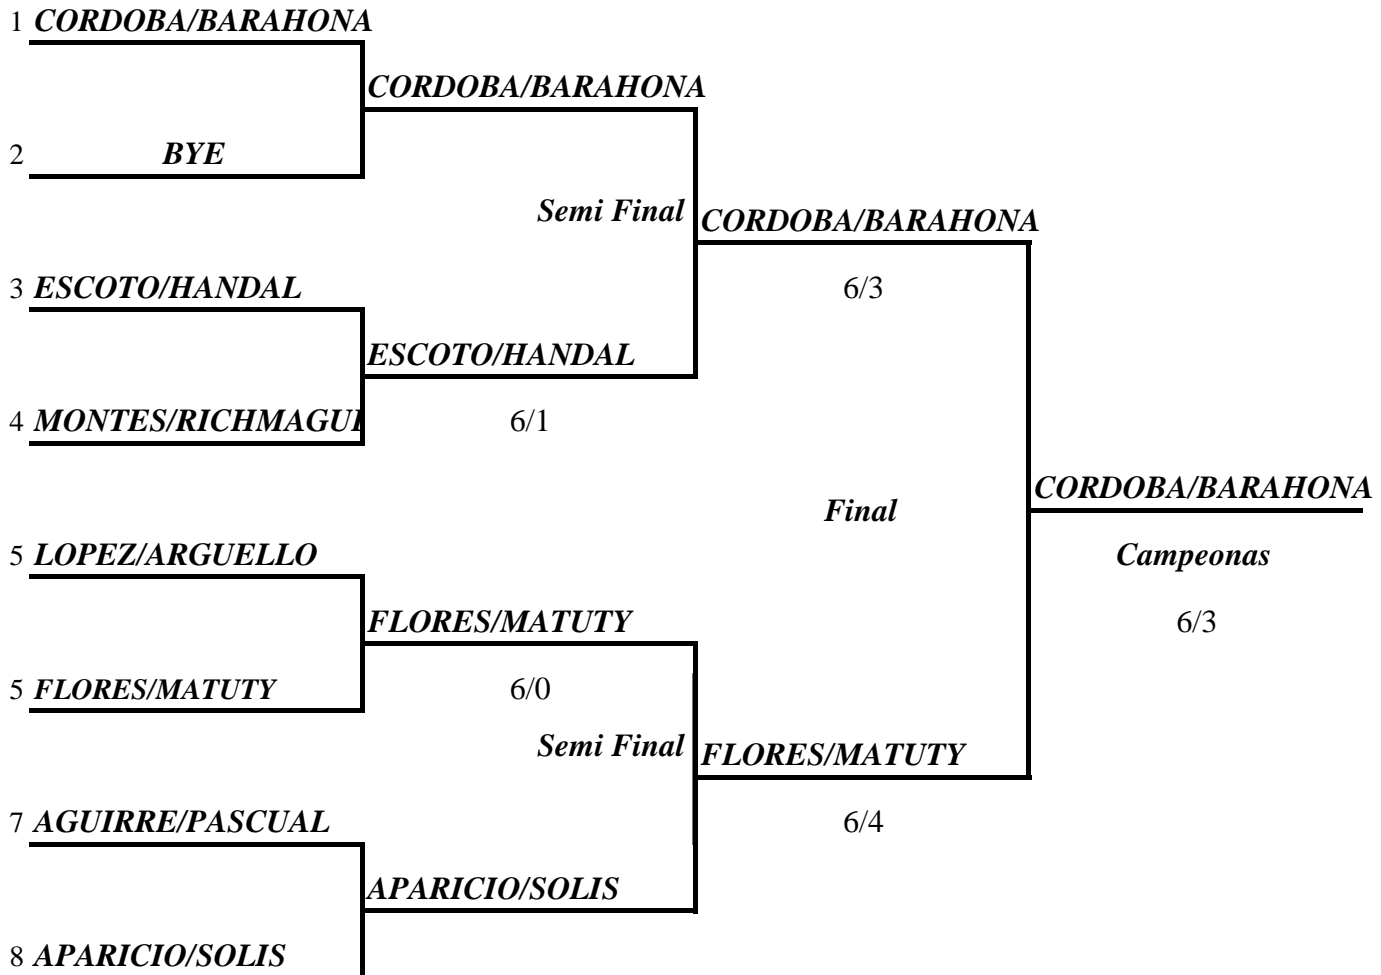 1 CORDOBA/BARAHONA
CORDOBA/BARAHONA
2 BYE
Semi Final
CORDOBA/BARAHONA
3 ESCOTO/HANDAL
6/3
ESCOTO/HANDAL
4 MONTES/RICHMAGUI
6/1
CORDOBA/BARAHONA
Final
5 LOPEZ/ARGUELLO
Campeonas
FLORES/MATUTY
6/3
5 FLORES/MATUTY
6/0
Semi Final
FLORES/MATUTY
7 AGUIRRE/PASCUAL
6/4
APARICIO/SOLIS
8 APARICIO/SOLIS